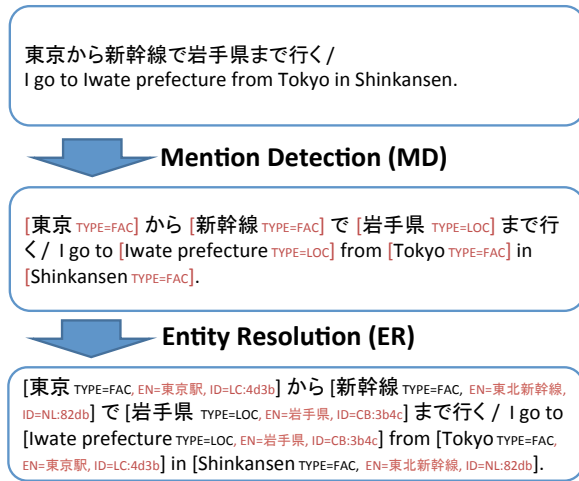 東京から新幹線で岩手県まで行く /
I go to Iwate prefecture from Tokyo in Shinkansen.
Mention Detection (MD)
[東京 TYPE=FAC] から [新幹線 TYPE=FAC] で [岩手県 TYPE=LOC] まで行
く/ I go to [Iwate prefecture TYPE=LOC] from [Tokyo TYPE=FAC] in
[Shinkansen TYPE=FAC].
Entity Resolution (ER)
[東京 TYPE=FAC, EN=東京駅, ID=LC:4d3b] から [新幹線 TYPE=FAC, EN=東北新幹線,
ID=NL:82db] で [岩手県 TYPE=LOC, EN=岩手県, ID=CB:3b4c] まで行く / I go to
[Iwate prefecture TYPE=LOC, EN=岩手県, ID=CB:3b4c] from [Tokyo TYPE=FAC,
EN=東京駅, ID=LC:4d3b] in [Shinkansen TYPE=FAC, EN=東北新幹線, ID=NL:82db].